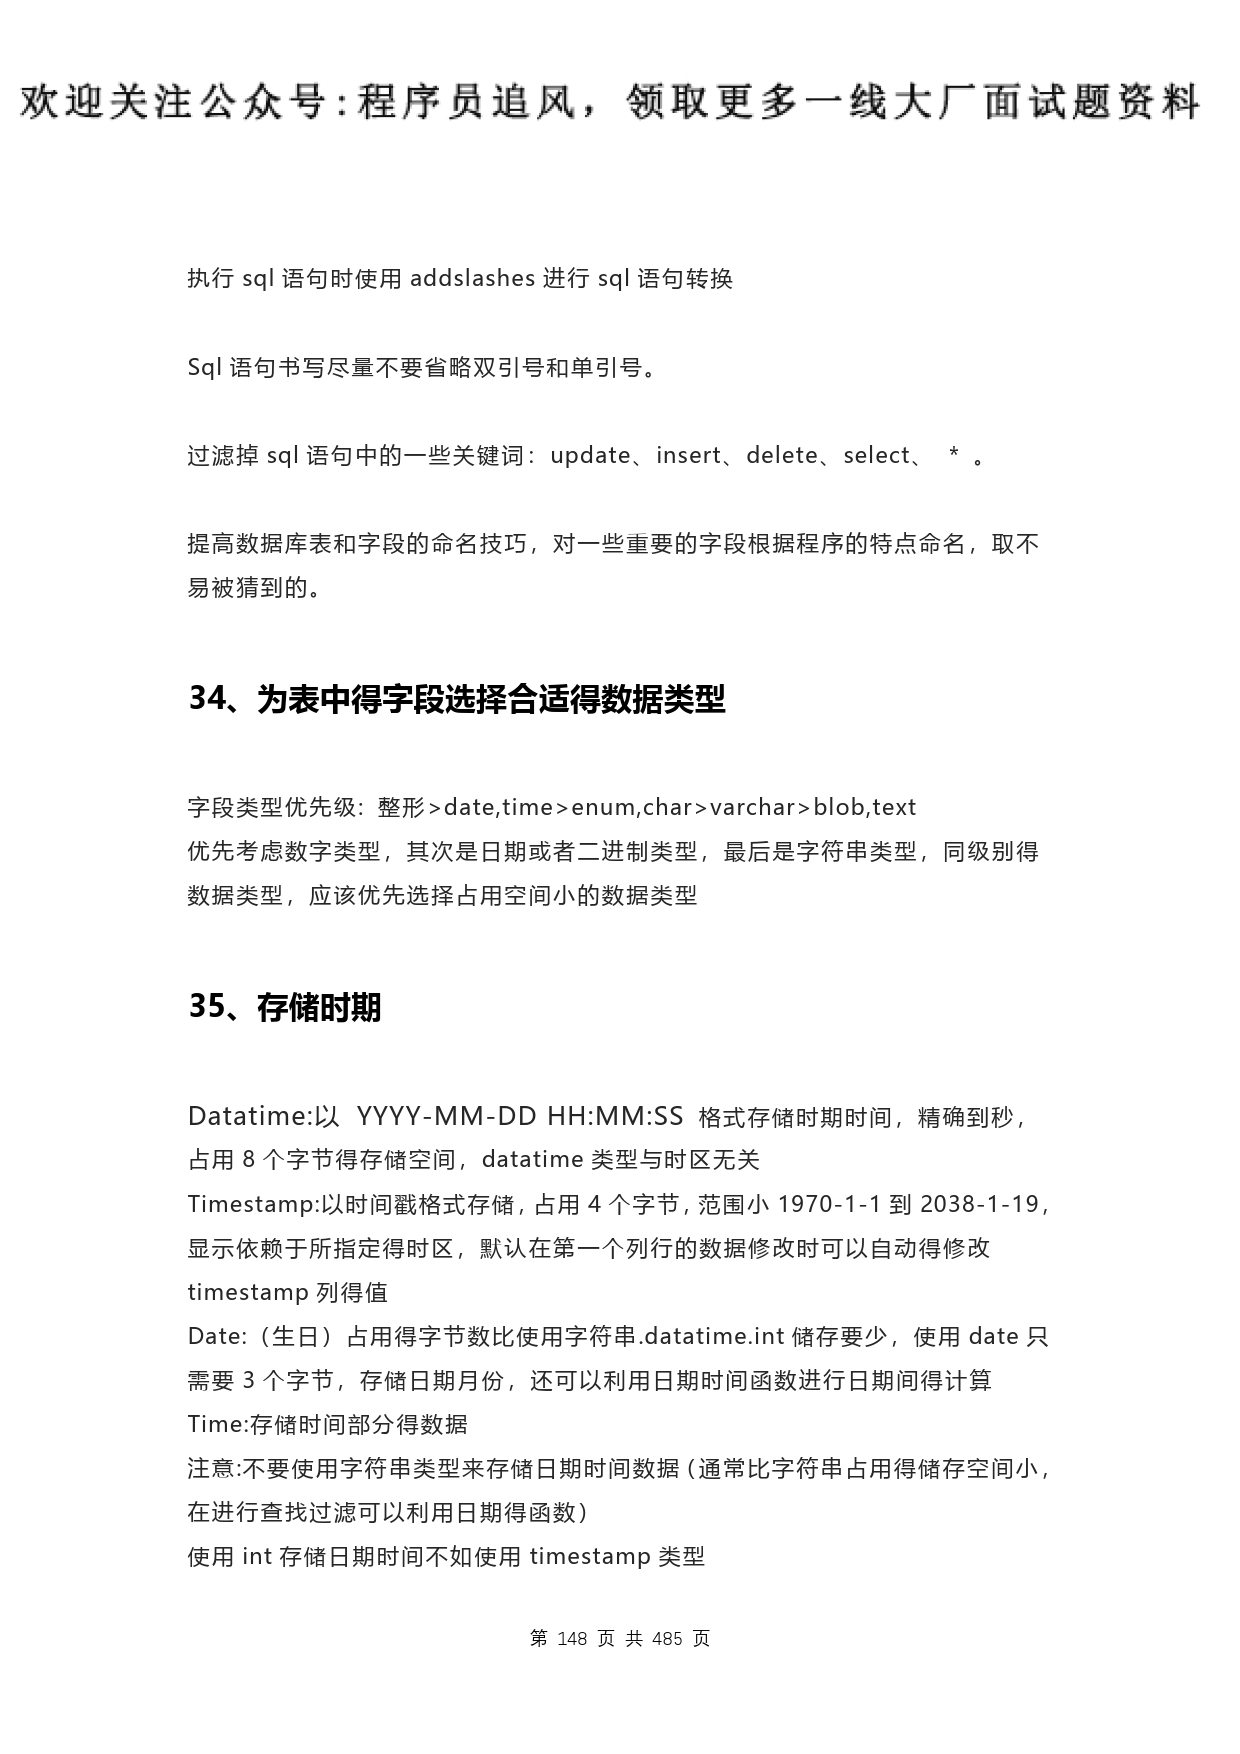 欢迎关注公众号:程序员追风，领取更多一线大厂面试题资料
执行 sql 语句时使用 addslashes 进行 sql 语句转换
Sql 语句书写尽量不要省略双引号和单引号。
过滤掉 sql 语句中的一些关键词：update、insert、delete、select、 * 。
提高数据库表和字段的命名技巧，对一些重要的字段根据程序的特点命名，取不
易被猜到的。
34、为表中得字段选择合适得数据类型
字段类型优先级: 整形>date,time>enum,char>varchar>blob,text
优先考虑数字类型，其次是日期或者二进制类型，最后是字符串类型，同级别得
数据类型，应该优先选择占用空间小的数据类型
35、存储时期
Datatime:以 YYYY-MM-DD HH:MM:SS 格式存储时期时间，精确到秒，
占用 8 个字节得存储空间，datatime 类型与时区无关
Timestamp:以时间戳格式存储，占用 4 个字节，范围小 1970-1-1 到 2038-1-19，
显示依赖于所指定得时区，默认在第一个列行的数据修改时可以自动得修改
timestamp 列得值
Date:（生日）占用得字节数比使用字符串.datatime.int 储存要少，使用 date 只
需要 3 个字节，存储日期月份，还可以利用日期时间函数进行日期间得计算
Time:存储时间部分得数据
注意:不要使用字符串类型来存储日期时间数据（通常比字符串占用得储存空间小，
在进行查找过滤可以利用日期得函数）
使用 int 存储日期时间不如使用 timestamp 类型
第 148 页 共 485 页